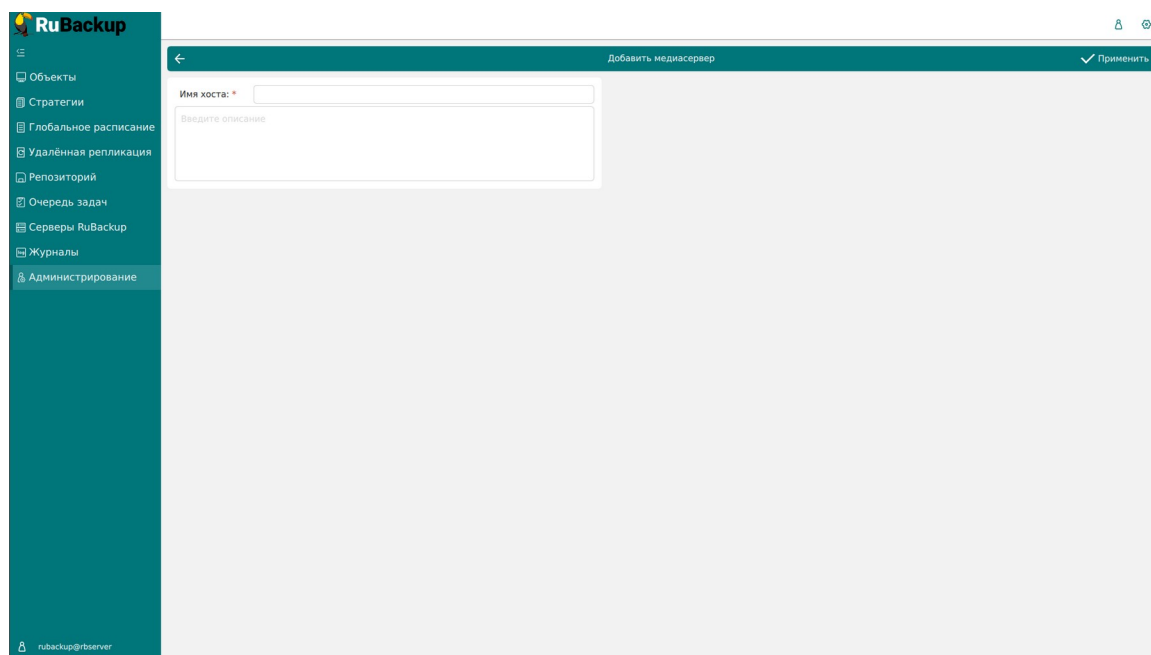 RuBackup
Добавить медиасервер
Применить
Объекты
Стратегии
Глобальное расписание
Удалённая репликация
Репозиторий
Очередь задач
Серверы RuBackup
Журналы
Администрирование
Имя хоста: *
Введите описание
rubackup@rbserver